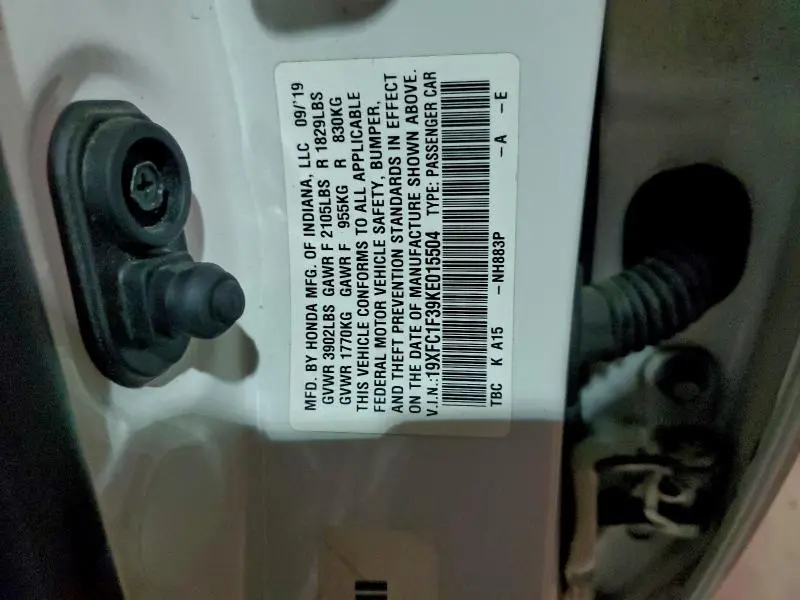 MFD. BY HONDA MFG. OF INDIANA, LLC 09/'19
GVWR 3902LBS GAWR F 2105LBS R 1829LBS
GVWR 1770KG GAWR F 955KG R 830KG
THIS VEHICLE CONFORMS TO ALL APPLICABLE
FEDERAL MOTOR VEHICLE SAFETY, BUMPER,
AND THEFT PREVENTION STANDARDS IN EFFECT
ON THE DATE OF MANUFACTURE SHOWN ABOVE.
V.I.N.:19XFC1F39KE015504 TYPE: PASSENGER CAR
TBC K A15 -NH883P -A -E